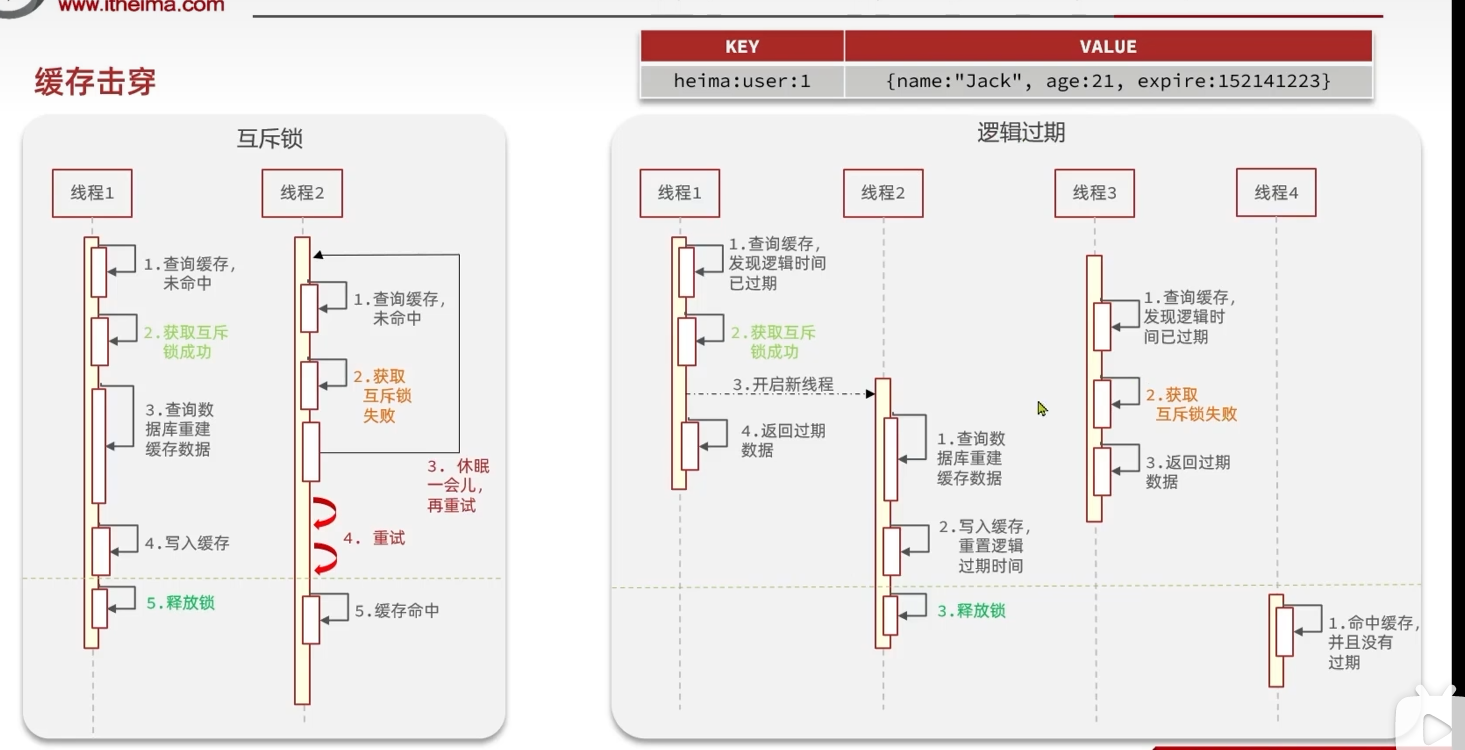 www.itheima.com
KEY
VALUE
heima:user:1
{name:"Jack", age:21, expire:152141223}
缓存击穿
互斥锁
线程1
线程2
1.查询缓存，
未命中
2.获取互斥
锁成功
3.查询数
据库重建
缓存数据
4.写入缓存
5.释放锁
1.查询缓存，
未命中
2.获取
互斥锁
失败
3. 休眠
一会儿，
再重试
4. 重试
5.缓存命中
逻辑过期
线程1
线程2
线程3
线程4
1.查询缓存，
发现逻辑时间
已过期
2.获取互斥
锁成功
3.开启新线程
4.返回过期
数据
1.查询数
据库重建
缓存数据
2.写入缓存，
重置逻辑
过期时间
3.释放锁
1.查询缓存，
发现逻辑时
间已过期
2.获取
互斥锁失败
3.返回过期
数据
1.命中缓存，
并且没有
过期